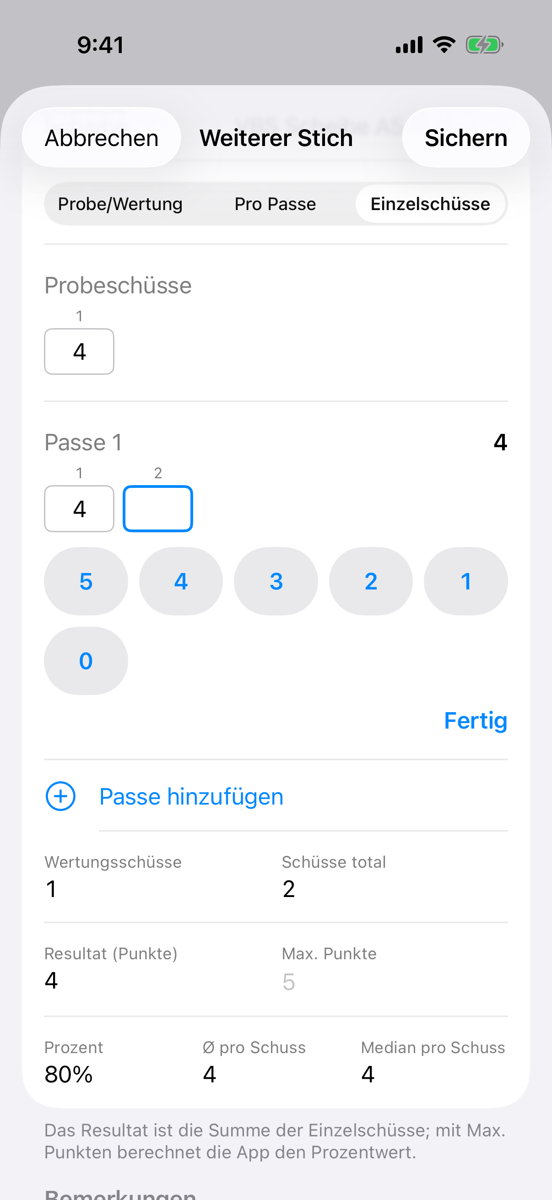 9:41
Abbrechen
Weiterer Stich
Sichern
Probe/Wertung
Pro Passe
Einzelschüsse
Probeschüsse
1
4
Passe 1
4
1
2
4
5
4
3
2
1
0
Fertig
Passe hinzufügen
Wertungsschüsse
Schüsse total
1
2
Resultat (Punkte)
Max. Punkte
4
5
Prozent
Ø pro Schuss
Median pro Schuss
80%
4
4
Das Resultat ist die Summe der Einzelschüsse; mit Max.
Punkten berechnet die App den Prozentwert.
Bemerkungen